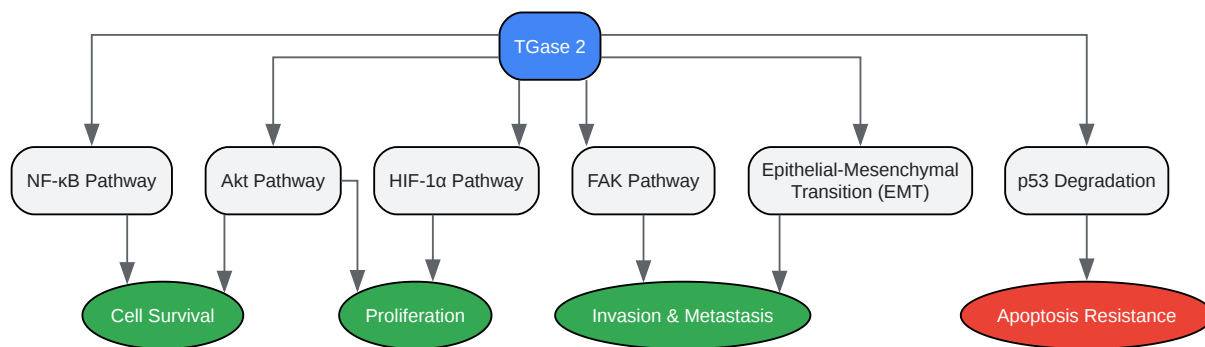 TGase 2
NF-κB Pathway
Akt Pathway
HIF-1α Pathway
FAK Pathway
Epithelial-Mesenchymal
Transition (EMT)
p53 Degradation
Cell Survival
Proliferation
Invasion & Metastasis
Apoptosis Resistance